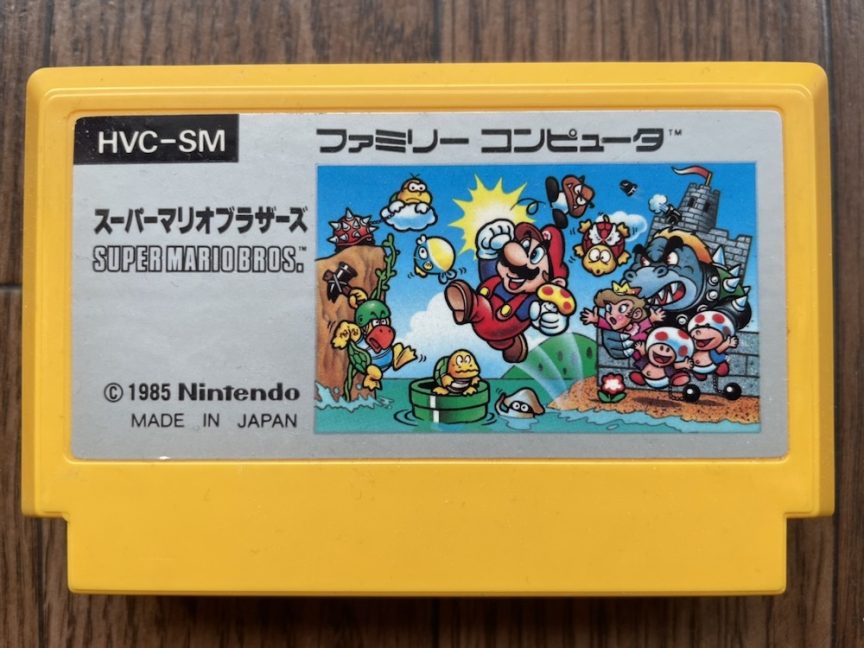 HVC-SM
ファミリー コンピュータ™
スーパーマリオブラザーズ
SUPER MARIO BROS.™
© 1985 Nintendo
MADE IN JAPAN